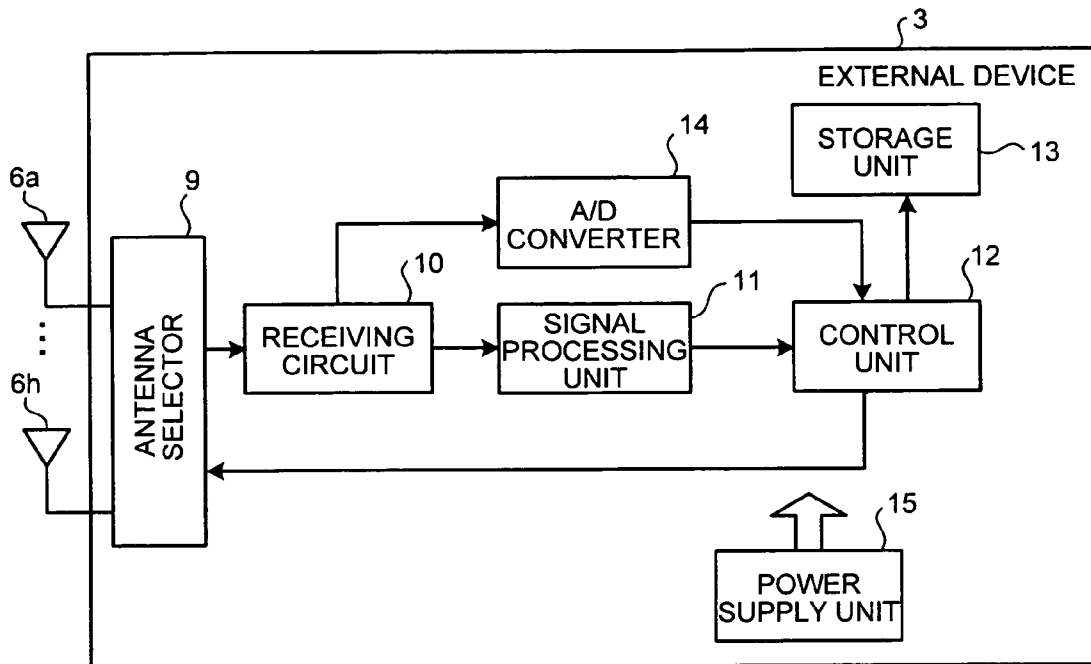 3
EXTERNAL DEVICE
STORAGE
UNIT
13
14
A/D
CONVERTER
6a
9
10
11
12
ANTENNA
SELECTOR
RECEIVING
CIRCUIT
SIGNAL
PROCESSING
UNIT
CONTROL
UNIT
...
6h
15
POWER
SUPPLY UNIT